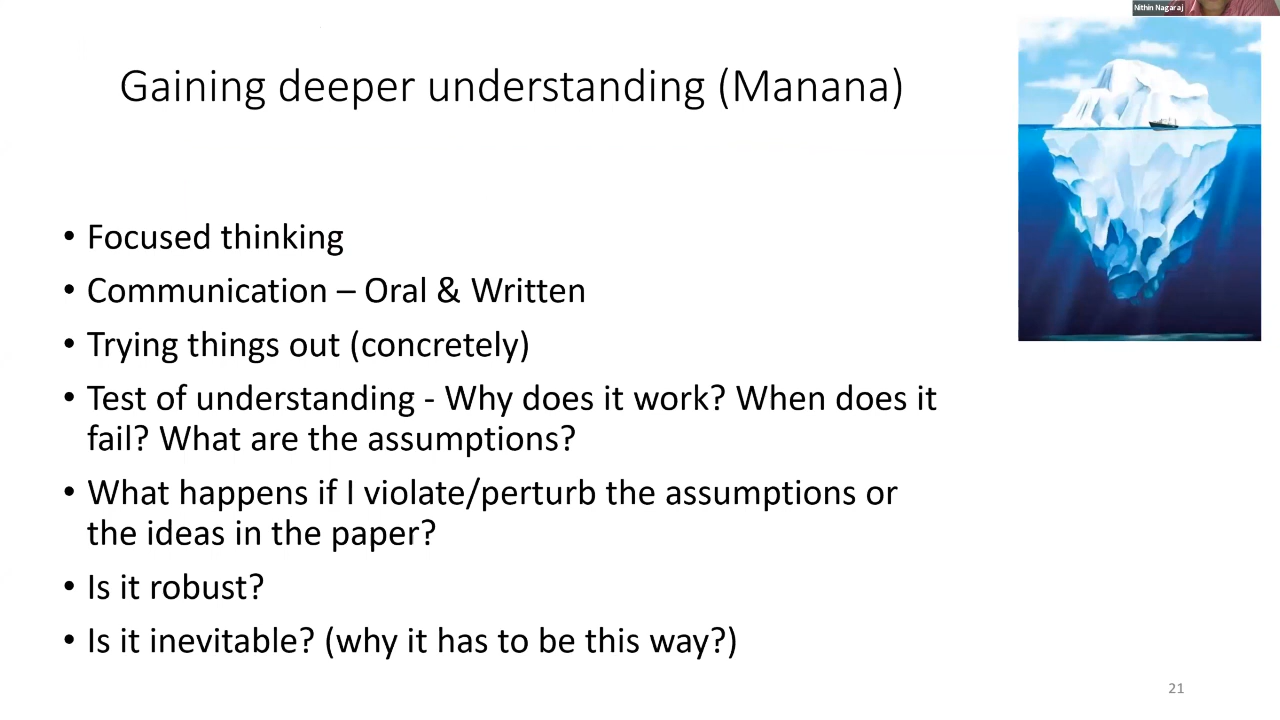 Nithin Nagaraj
Gaining deeper understanding (Manana)
• Focused thinking
• Communication – Oral & Written
• Trying things out (concretely)
• Test of understanding - Why does it work? When does it
fail? What are the assumptions?
• What happens if I violate/perturb the assumptions or
the ideas in the paper?
• Is it robust?
• Is it inevitable? (why it has to be this way?)
21